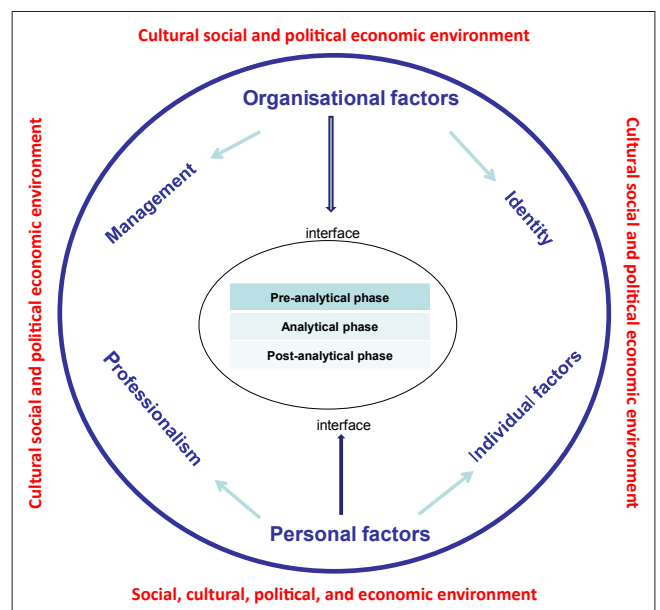 Cultural social and political economic environment
Organisational factors
Management
Identity
Cultural social and political economic environment
Cultural social and political economic environment
interface
Pre-analytical phase
Analytical phase
Post-analytical phase
Professionalism
Individual factors
interface
Personal factors
Social, cultural, political, and economic environment